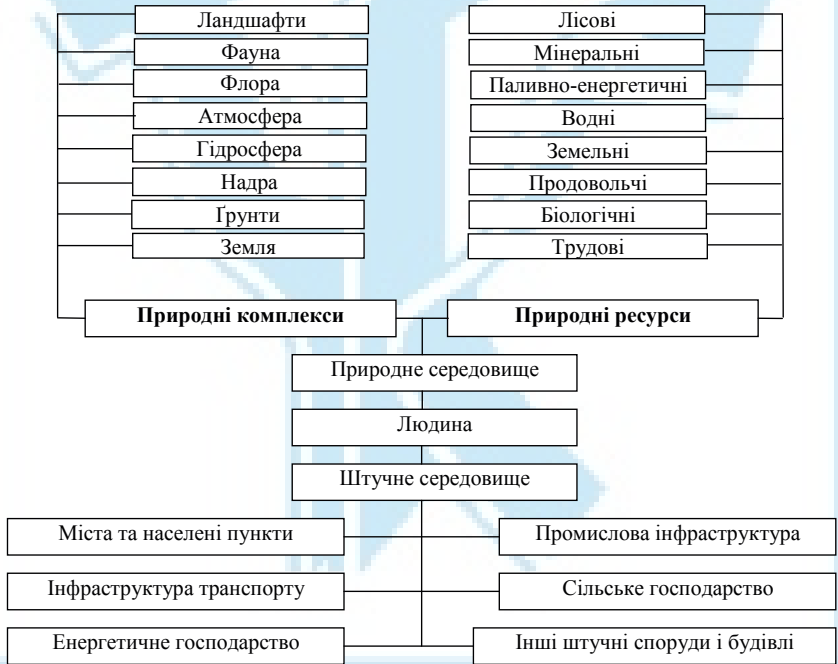 Ландшафти
Фауна
Флора
Атмосфера
Гідросфера
Надра
Ґрунти
Земля
Лісові
Мінеральні
Паливно-енергетичні
Водні
Земельні
Продовольчі
Біологічні
Трудові
Природні комплекси
Природні ресурси
Природне середовище
Людина
Штучне середовище
Міста та населені пункти
Промислова інфраструктура
Інфраструктура транспорту
Сільське господарство
Енергетичне господарство
Інші штучні споруди і будівлі